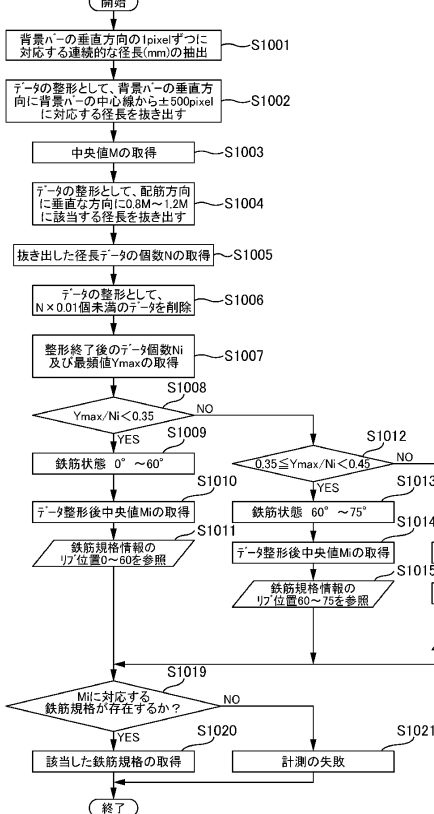 開始
背景バーの垂直方向の1pixelずつに
対応する連続的な径長(mm)の抽出
S1001
データの整形として、背景バーの垂直方
向に背景バーの中心線から±500pixel
に対応する径長を抜き出す
S1002
中央値Mの取得
S1003
データの整形として、配筋方向
に垂直な方向に0.8M～1.2M
に該当する径長を抜き出す
S1004
抜き出した径長データの個数Nの取得
S1005
データの整形として、
N×0.01個未満のデータを削除
S1006
整形終了後のデータ個数Ni
及び最頻値Ymaxの取得
S1007
S1008
Ymax/Ni<0.35
NO
YES
S1009
鉄筋状態 0° ～60°
S1010
データ整形後中央値Miの取得
S1011
鉄筋規格情報の
リブ位置0～60を参照
S1012
0.35≦Ymax/Ni<0.45
NO
YES
S1013
鉄筋状態 60° ～75°
S1014
データ整形後中央値Miの取得
S1015
鉄筋規格情報の
リブ位置60～75を参照
S1019
Miに対応する
鉄筋規格が存在するか？
NO
YES
S1020
該当した鉄筋規格の取得
S1021
計測の失敗
終了